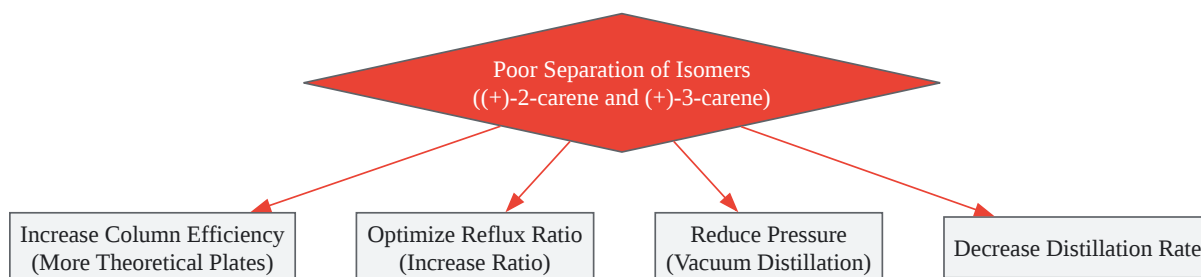 Poor Separation of Isomers
((+)-2-carene and (+)-3-carene)
Increase Column Efficiency
(More Theoretical Plates)
Optimize Reflux Ratio
(Increase Ratio)
Reduce Pressure
(Vacuum Distillation)
Decrease Distillation Rate